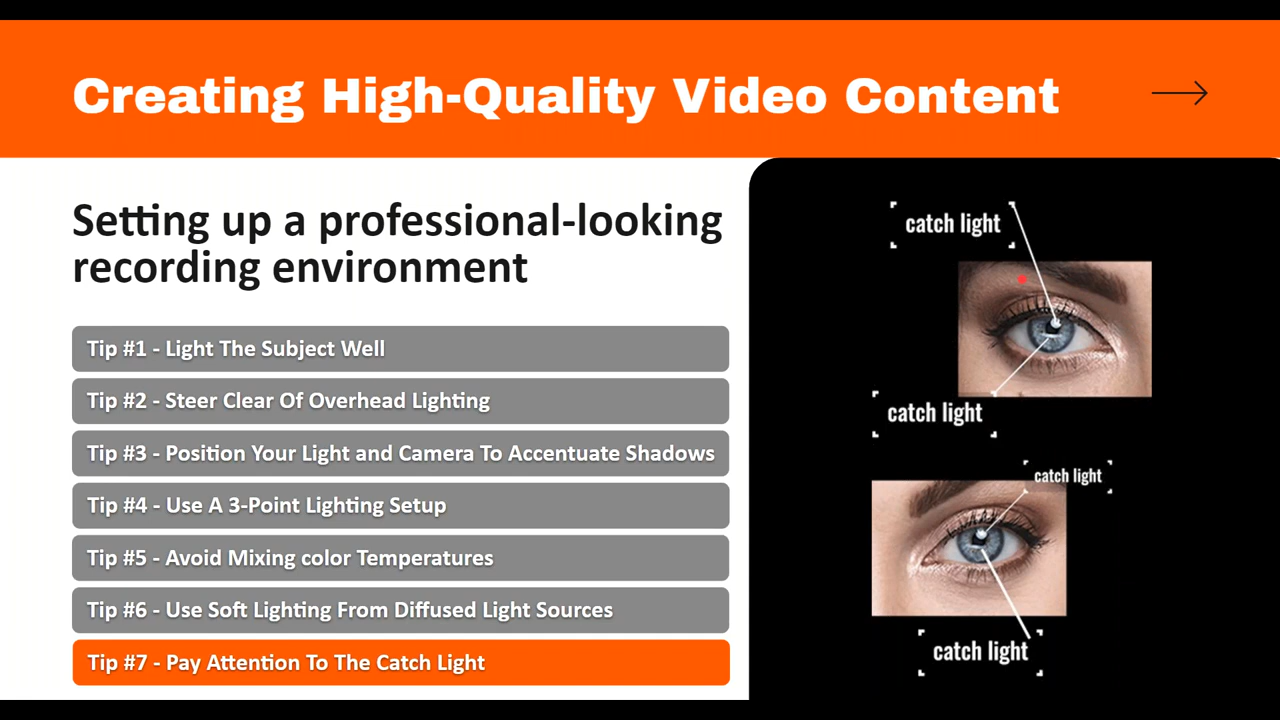 Creating High-Quality Video Content
Setting up a professional-looking
recording environment
Tip #1 - Light The Subject Well
Tip #2 - Steer Clear Of Overhead Lighting
Tip #3 - Position Your Light and Camera To Accentuate Shadows
Tip #4 - Use A 3-Point Lighting Setup
Tip #5 - Avoid Mixing color Temperatures
Tip #6 - Use Soft Lighting From Diffused Light Sources
Tip #7 - Pay Attention To The Catch Light
catch light
catch light
catch light
catch light